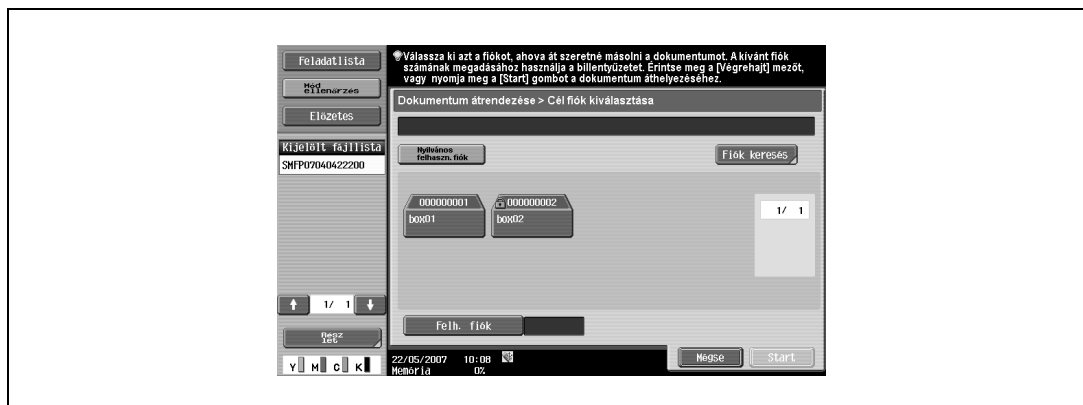 Feladatlista
Mód
ellenőrzés
Előzetes
Kijelölt fájllista
SMFP07040422200
1/ 1
Rész
let
Y M C K
Válassza ki azt a fiókot, ahova át szeretné másolni a dokumentumot. A kívánt fiók
számának megadásához használja a billentyűzetet. Érintse meg a [Végrehajt] mezőt,
vagy nyomja meg a [Start] gombot a dokumentum áthelyezéséhez.
Dokumentum átrendezése > Cél fiók kiválasztása
Nyilvános
felhaszn. fiók
Fiók keresés
000000001
box01
000000002
box02
1/ 1
Felh. fiók
22/05/2007 10:08
Memória 0%
Mégse
Start